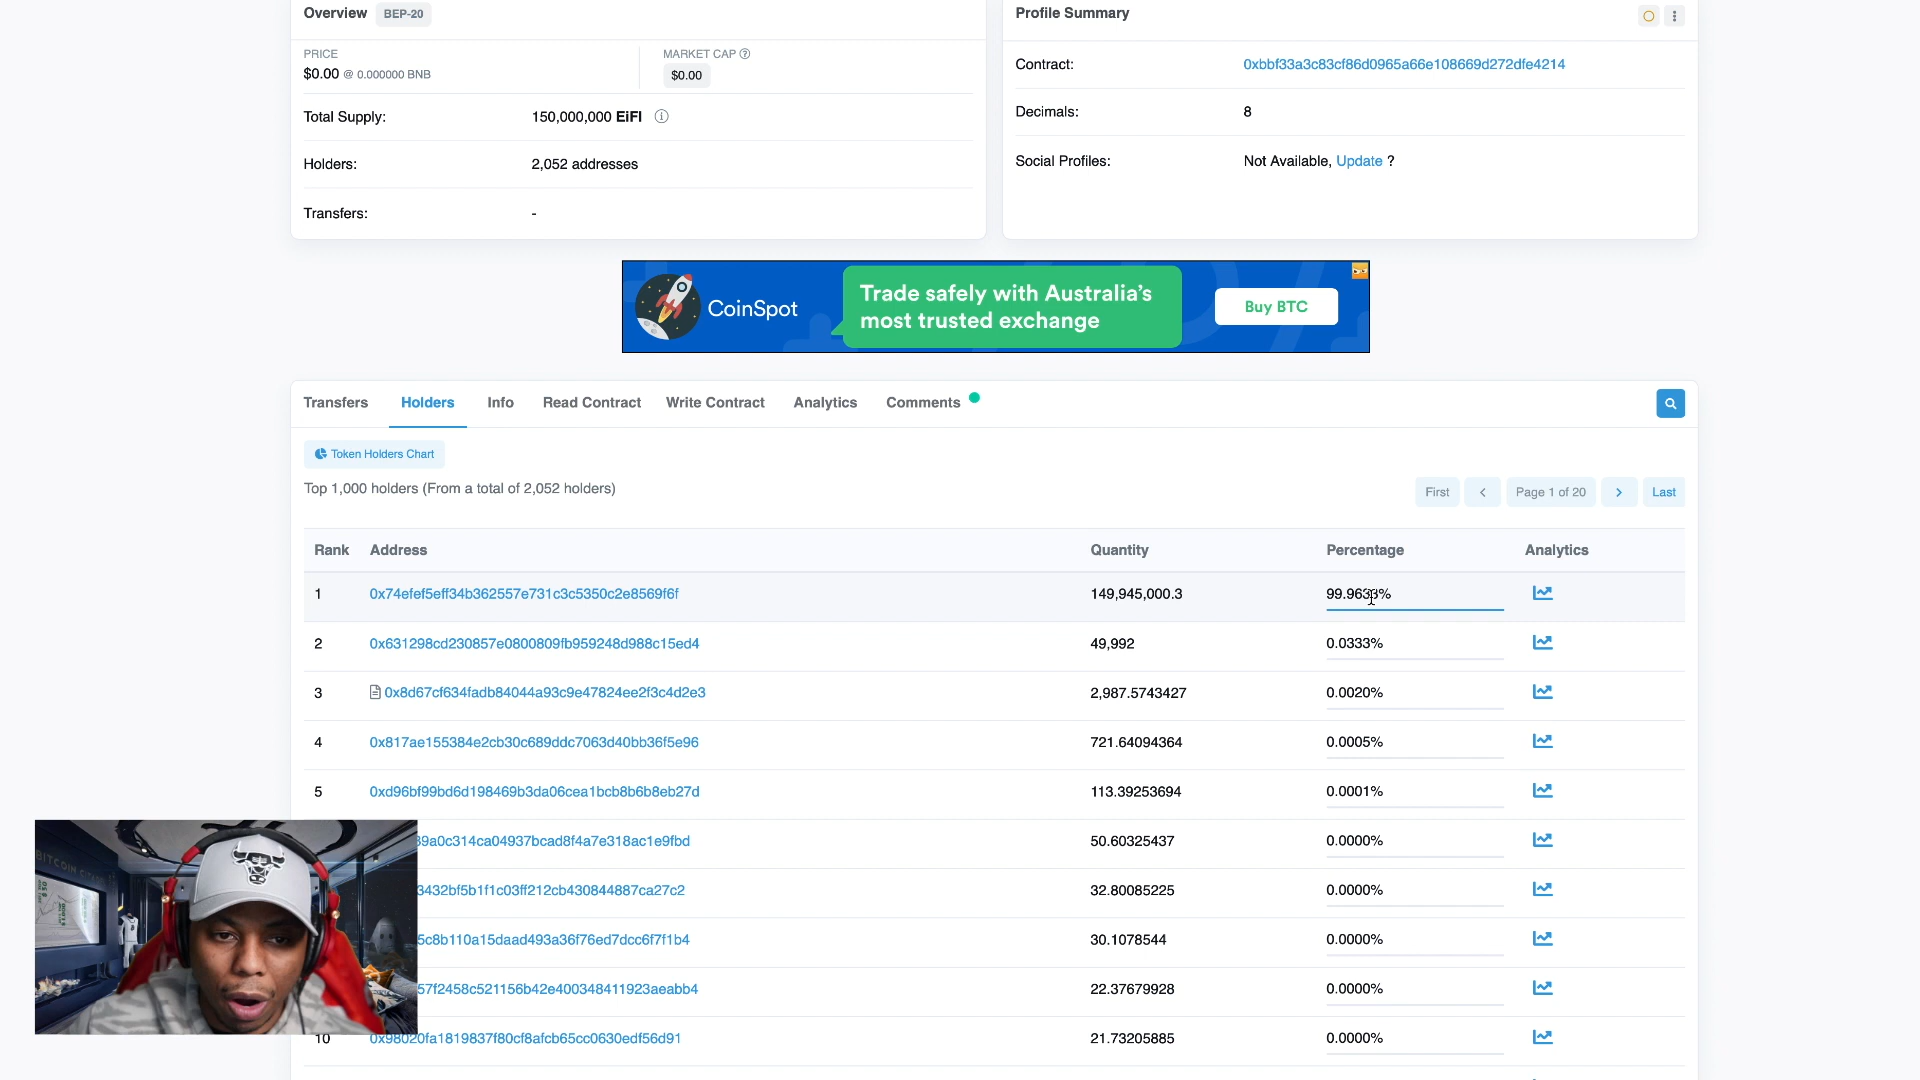 Overview BEP-20
PRICE
$0.00 @ 0.000000 BNB
MARKET CAP
$0.00
Total Supply: 150,000,000 EiFI
Holders: 2,052 addresses
Transfers: -
Profile Summary
Contract: 0xbbf33a3c83cf86d0965a66e108669d272dfe4214
Decimals: 8
Social Profiles: Not Available, Update ?
CoinSpot
Trade safely with Australia's
most trusted exchange
Buy BTC
Transfers Holders Info Read Contract Write Contract Analytics Comments
Token Holders Chart
Top 1,000 holders (From a total of 2,052 holders)
First Page 1 of 20 Last
Rank Address Quantity Percentage Analytics
1 0x74efef5eff34b362557e731c3c5350c2e8569f6f 149,945,000.3 99.9633%
2 0x631298cd230857e0800809fb959248d988c15ed4 49,992 0.0333%
3 0x8d67cf634fadb84044a93c9e47824ee2f3c4d2e3 2,987.5743427 0.0020%
4 0x817ae155384e2cb30c689ddc7063d40bb36f5e96 721.64094364 0.0005%
5 0xd96bf99bd6d198469b3da06cea1bcb8b6b8eb27d 113.39253694 0.0001%
39a0c314ca04937bcad8f4a7e318ac1e9fbd 50.60325437 0.0000%
3432bf5b1f1c03ff212cb430844887ca27c2 32.80085225 0.0000%
5c8b110a15daad493a36f76ed7dcc6f7f1b4 30.1078544 0.0000%
57f2458c521156b42e400348411923aeabb4 22.37679928 0.0000%
10 0x98020fa1819837f80cf8afcb65cc0630edf56d91 21.73205885 0.0000%